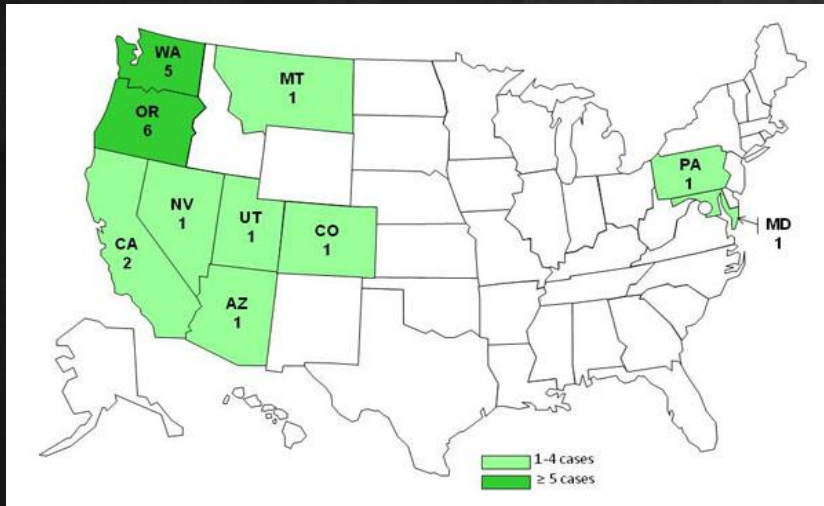 WA
5
MT
1
OR
6
PA
1
NV
1
UT
1
CO
1
MD
1
CA
2
AZ
1
1-4 cases
≥ 5 cases